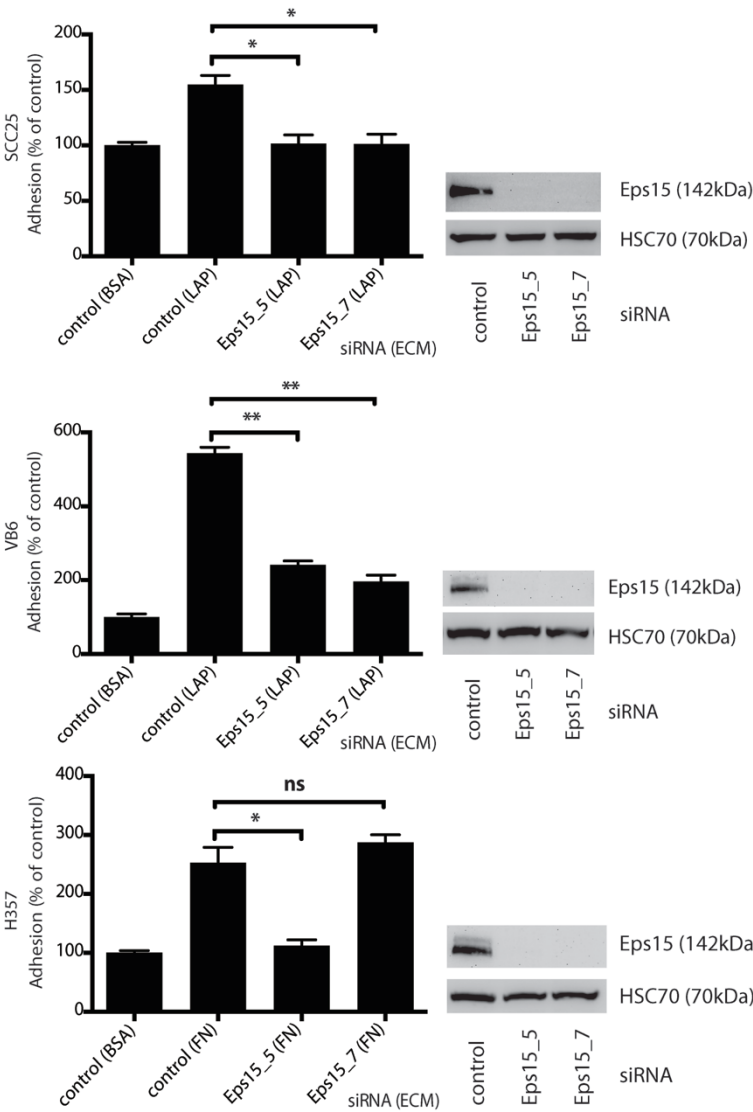 SCC25
Adhesion (% of control)
200
150
100
50
0
*
*
control (BSA)
control (LAP)
Eps15_5 (LAP)
Eps15_7 (LAP)
siRNA (ECM)
Eps15 (142kDa)
HSC70 (70kDa)
control
Eps15_5
Eps15_7
siRNA
VB6
Adhesion (% of control)
600
400
200
0
**
**
control (BSA)
control (LAP)
Eps15_5 (LAP)
Eps15_7 (LAP)
siRNA (ECM)
Eps15 (142kDa)
HSC70 (70kDa)
control
Eps15_5
Eps15_7
siRNA
H357
Adhesion (% of control)
400
300
200
100
0
ns
*
control (BSA)
control (FN)
Eps15_5 (FN)
Eps15_7 (FN)
siRNA (ECM)
Eps15 (142kDa
HSC70 (70kDa)
control
Eps15_5
Eps15_7
siRNA